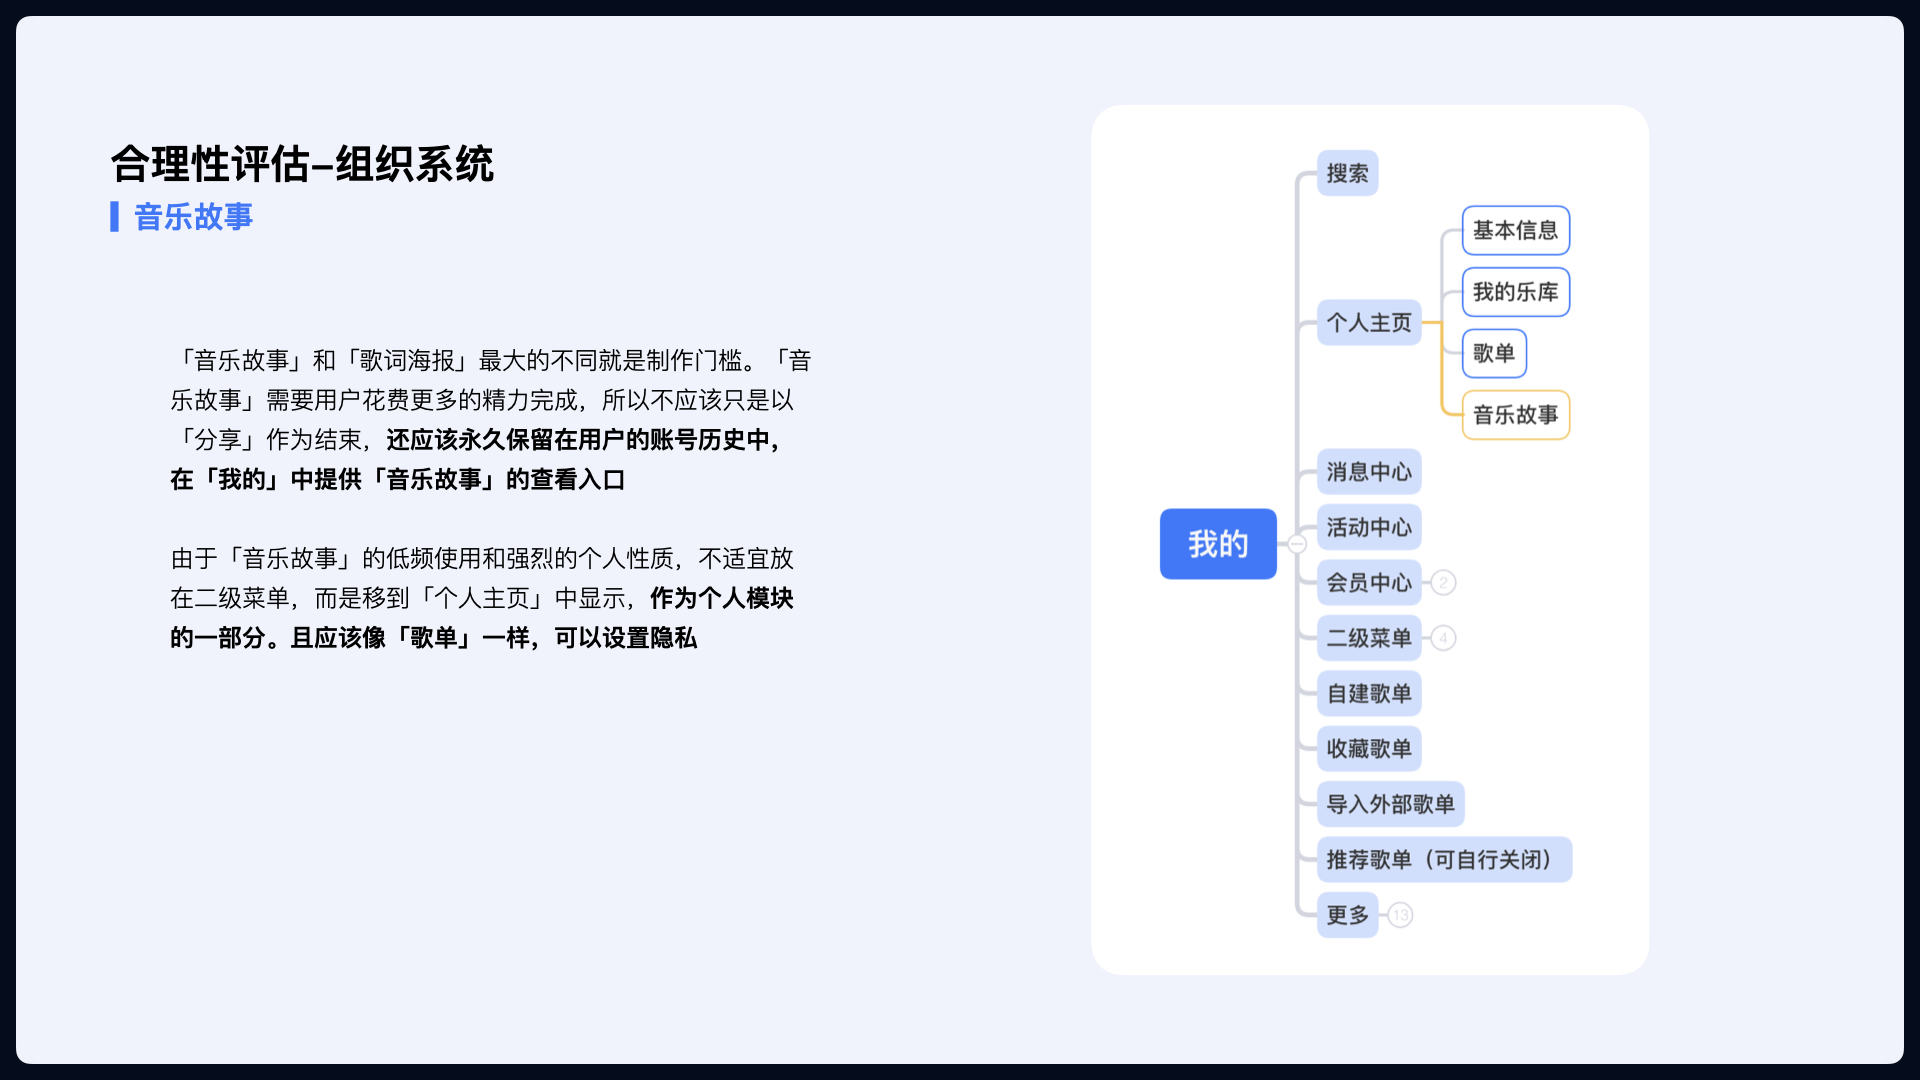 合理性评估–组织系统
音乐故事
「音乐故事」和「歌词海报」最大的不同就是制作门槛。「音
乐故事」需要用户花费更多的精力完成，所以不应该只是以
「分享」作为结束，还应该永久保留在用户的账号历史中，
在「我的」中提供「音乐故事」的查看入口
由于「音乐故事」的低频使用和强烈的个人性质，不适宜放
在二级菜单，而是移到「个人主页」中显示，作为个人模块
的一部分。且应该像「歌单」一样，可以设置隐私
我的
搜索
个人主页
基本信息
我的乐库
歌单
音乐故事
消息中心
活动中心
会员中心 2
二级菜单 4
自建歌单
收藏歌单
导入外部歌单
推荐歌单（可自行关闭）
更多 13